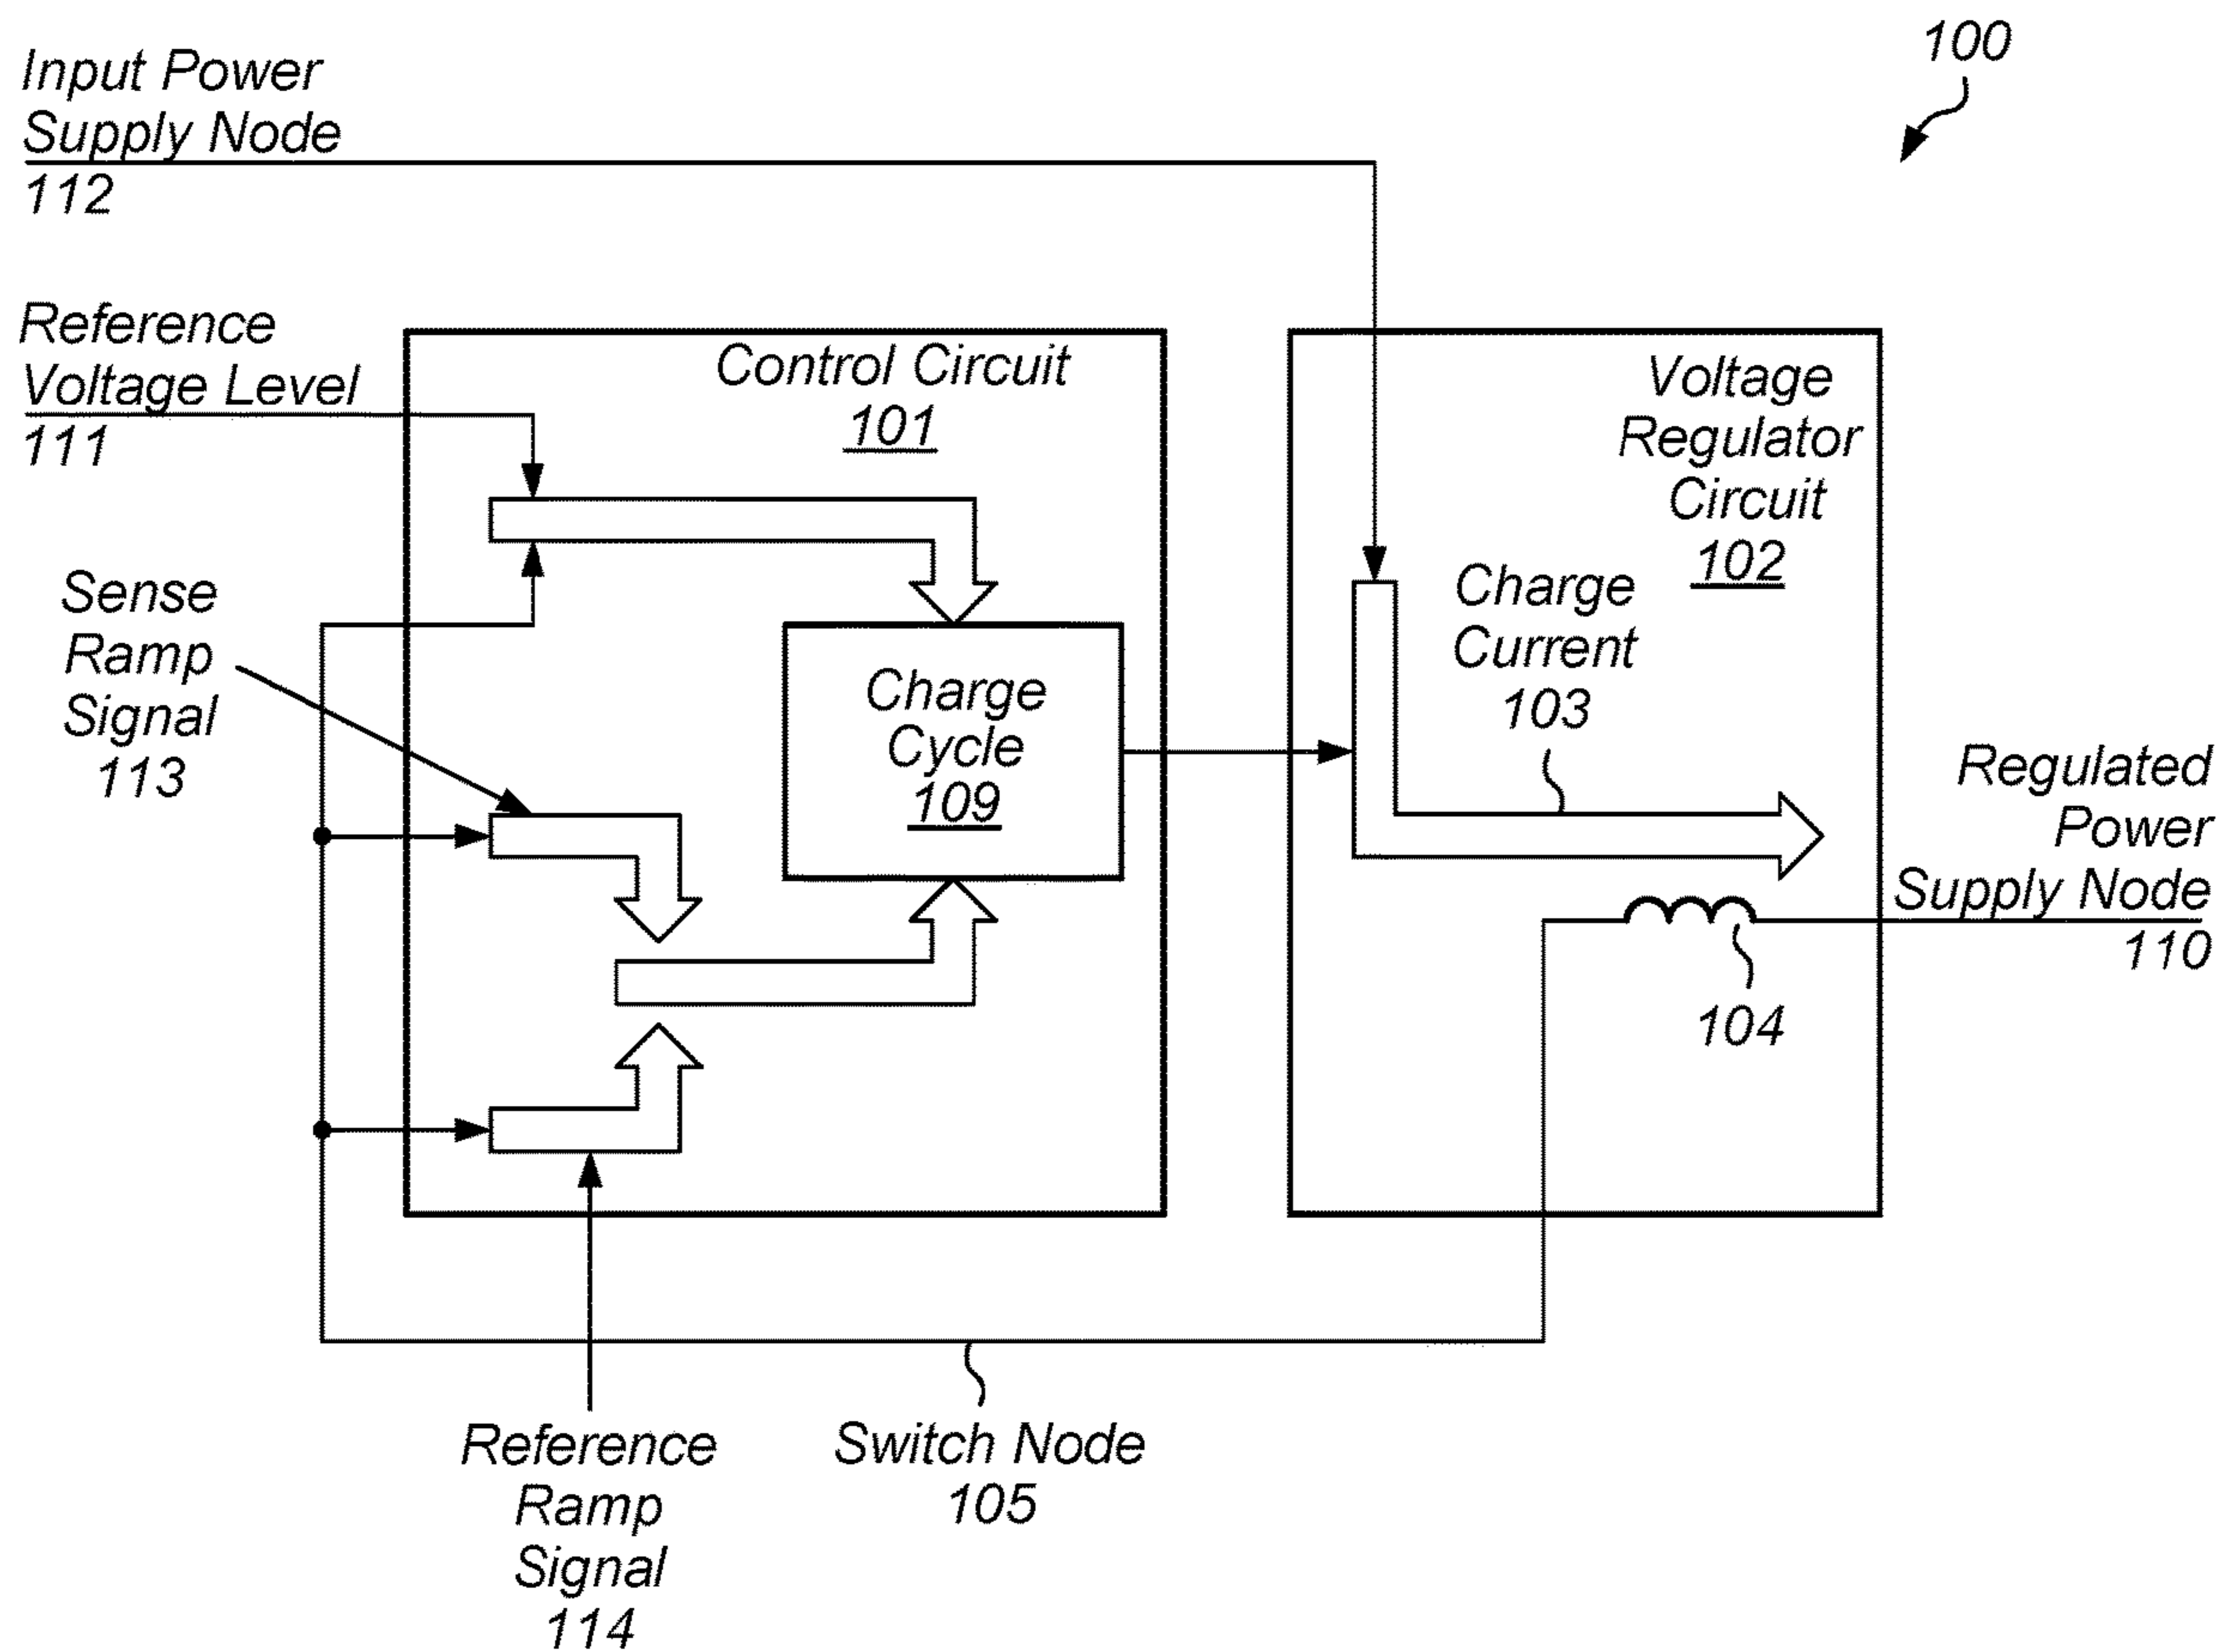 100
Input Power
Supply Node
112
Reference
Voltage Level
111
Control Circuit
101
Voltage
Regulator
Circuit
102
Sense
Ramp
Signal
113
Charge
Current
103
Charge
Cycle
109
Regulated
Power
Supply Node
110
104
Reference
Ramp
Signal
114
Switch Node
105